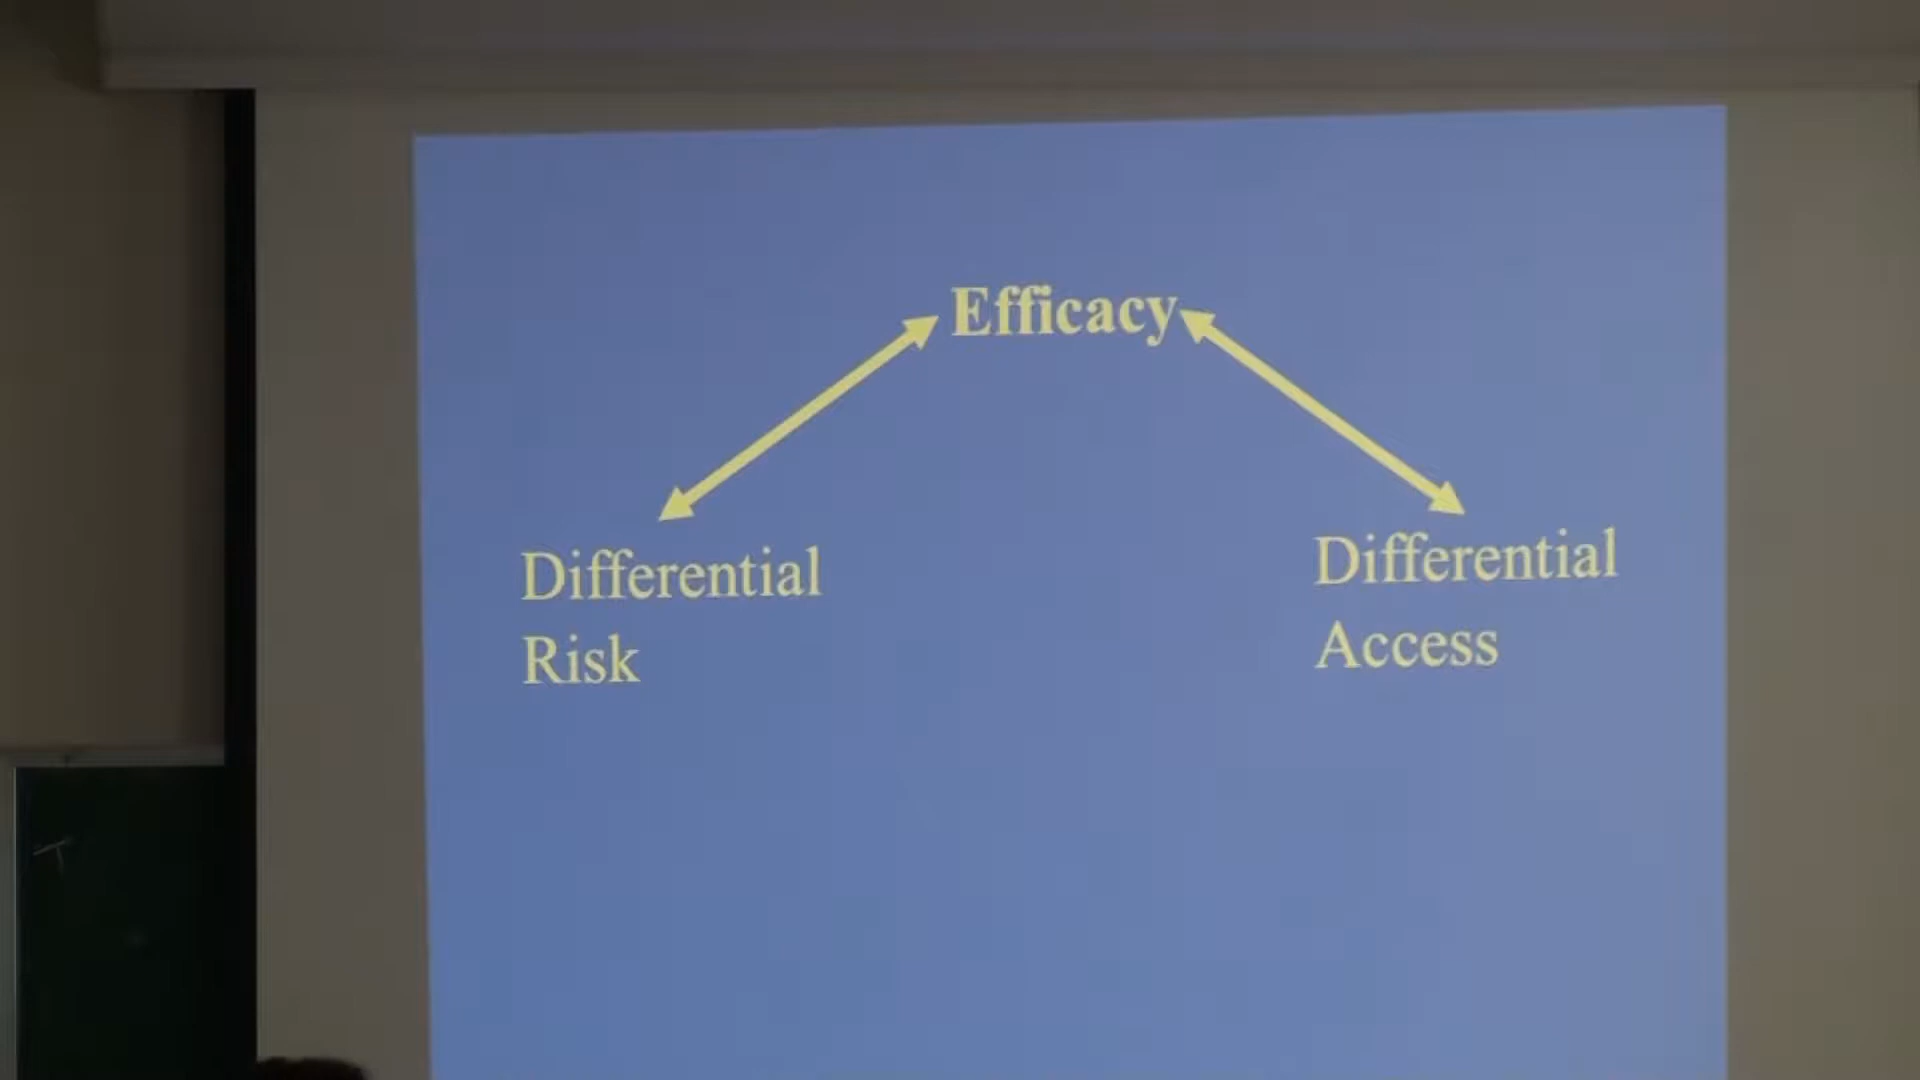 Efficacy
Differential
Risk
Differential
Access